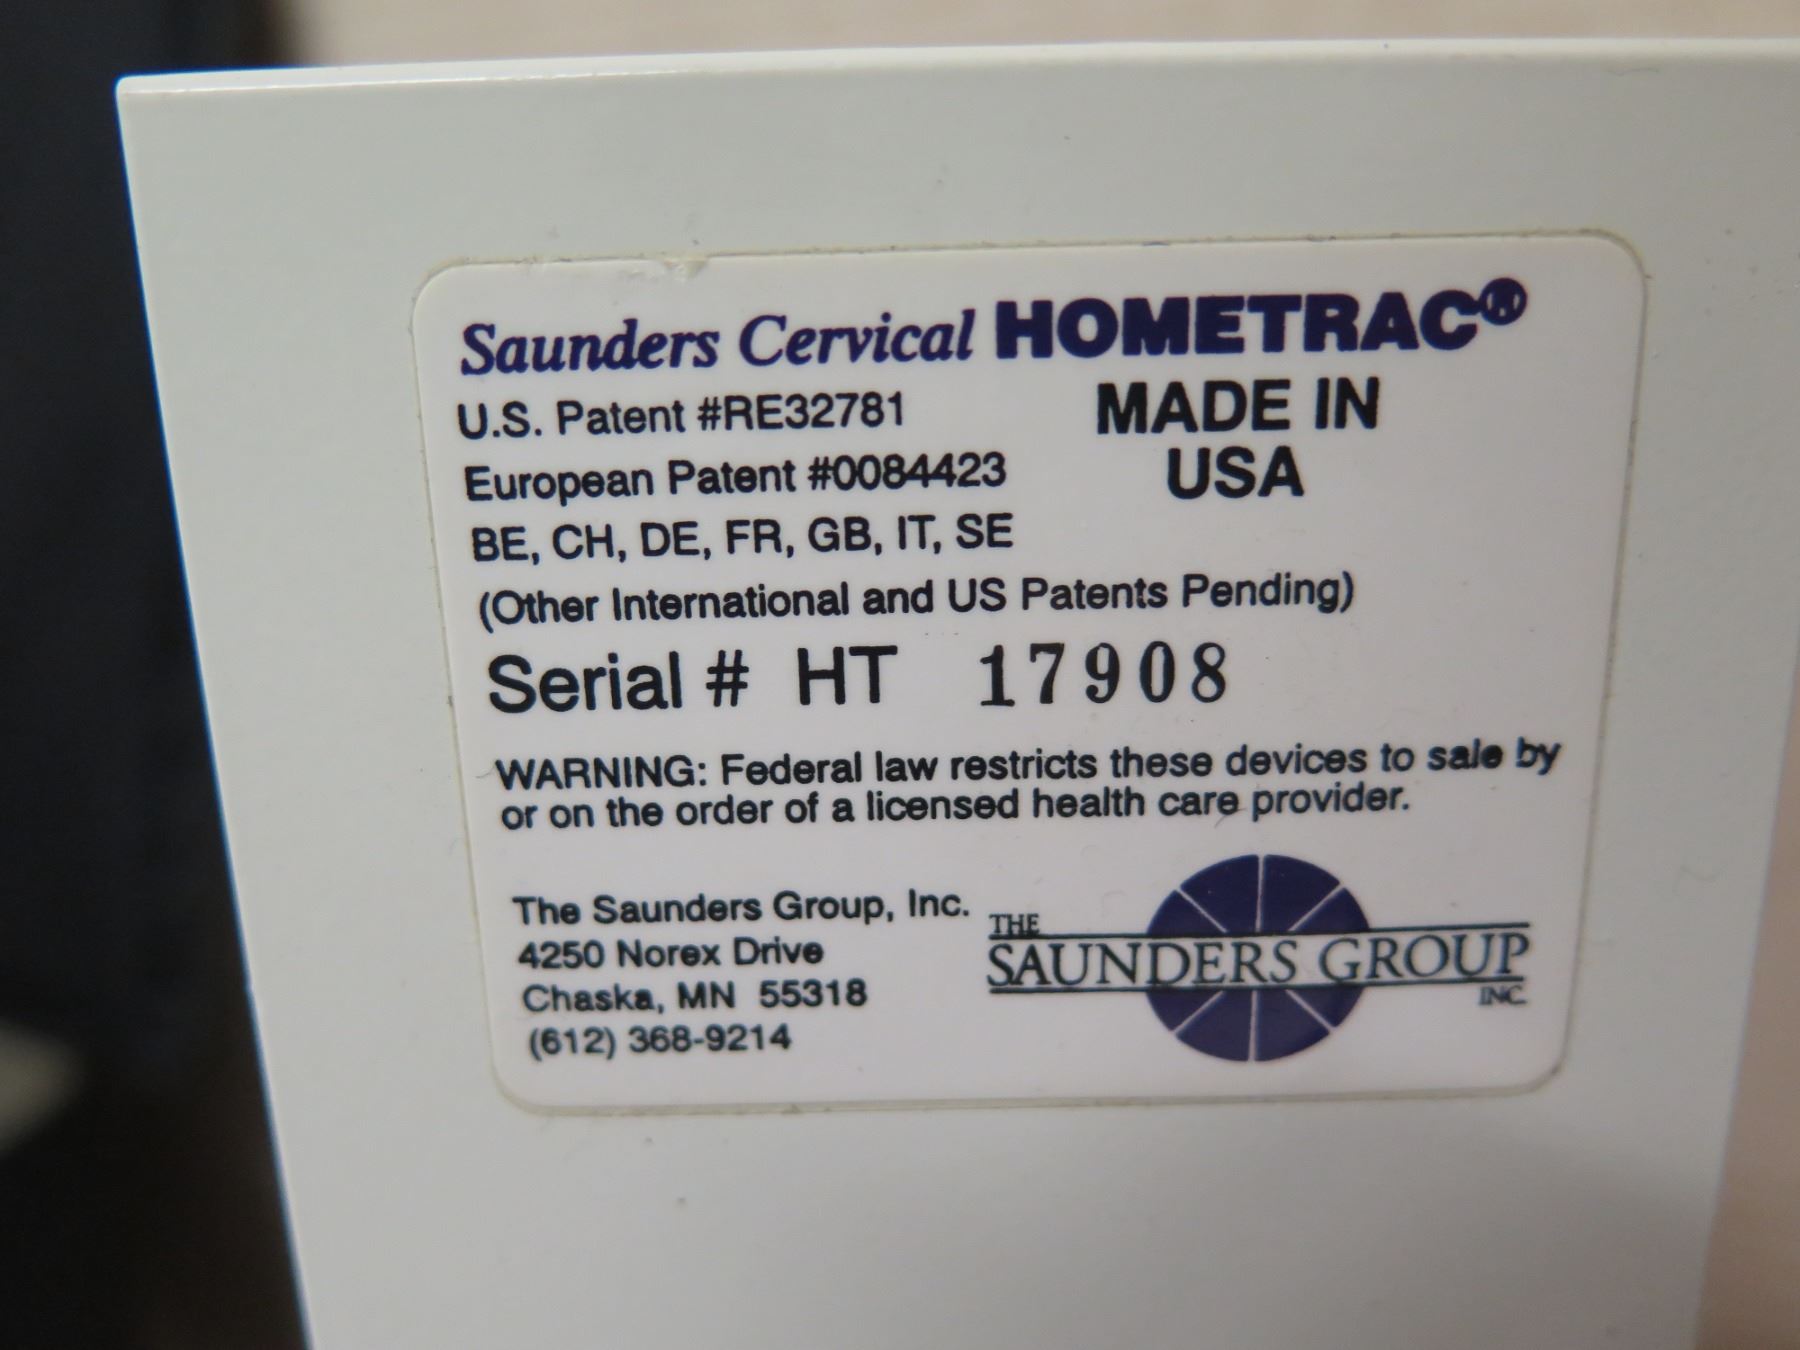 Saunders Cervical HOMETRAC®
U.S. Patent #RE32781
MADE IN
USA
European Patent #0084423
BE, CH, DE, FR, GB, IT, SE
(Other International and US Patents Pending)
Serial # HT 17908
WARNING: Federal law restricts these devices to sale by
or on the order of a licensed health care provider.
The Saunders Group, Inc.
4250 Norex Drive
Chaska, MN 55318
(612) 368-9214
THE
SAUNDERS GROUP
INC.